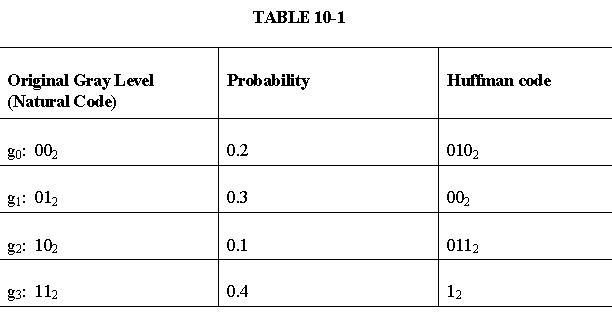 TABLE 10-1
Original Gray Level Probability Huffman code
(Natural Code)
g₀: 00₂ 0.2 010₂
g₁: 01₂ 0.3 00₂
g₂: 10₂ 0.1 011₂
g₃: 11₂ 0.4 1₂